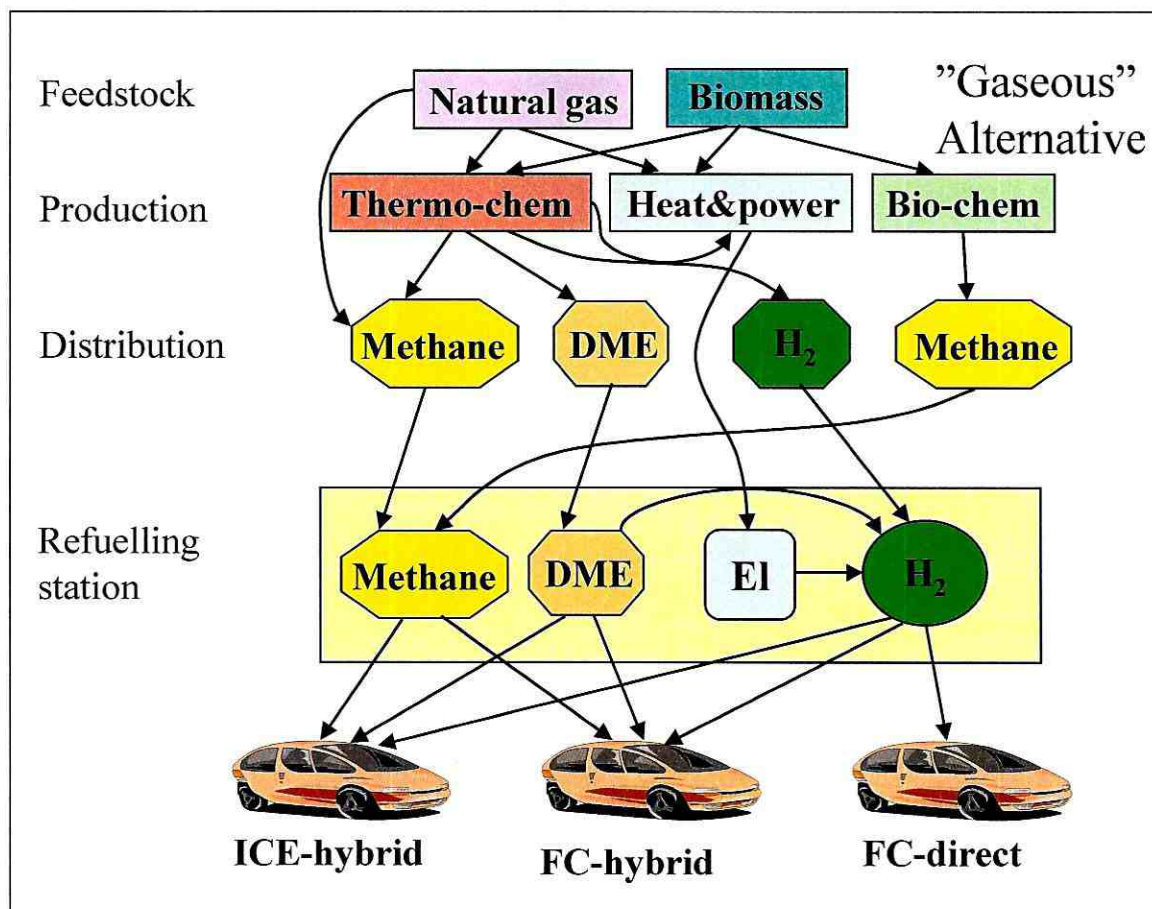 Feedstock
Natural gas
Biomass
”Gaseous”
Alternative
Production
Thermo-chem
Heat&power
Bio-chem
Distribution
Methane
DME
H₂
Methane
Refuelling
station
Methane
DME
El
H₂
ICE-hybrid
FC-hybrid
FC-direct